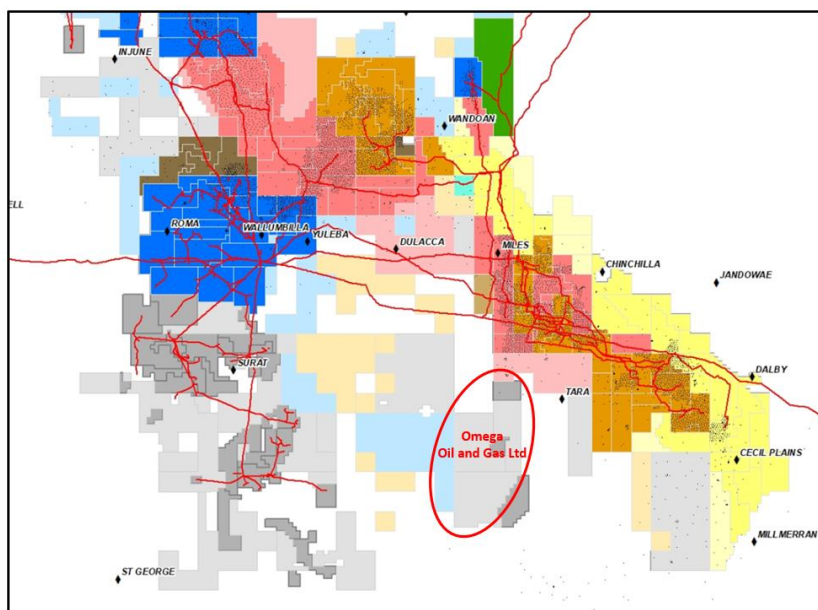 INJUNE
WANDOAN
ELL
ROMA
WALLUMBILLA
YULEBA
DULACCA
MILES
CHINCHILLA
JANDOWAE
SURAT
DALBY
TARA
Omega
Oil and Gas Ltd
CECIL PLAINS
MILLMERRAN
ST GEORGE